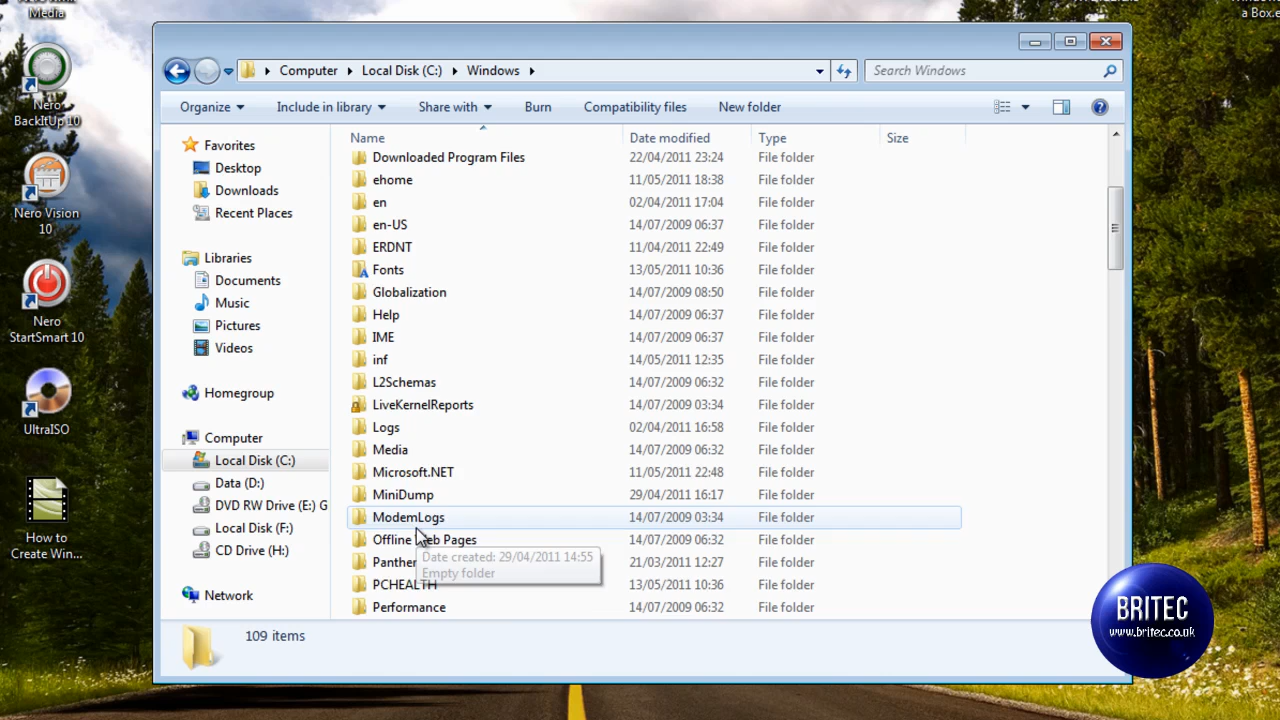 Media
a Box.e
Nero
BackItUp 10
Nero Vision
10
Nero
StartSmart 10
UltraISO
How to
Create Win...
Computer
Local Disk (C:)
Windows
Search Windows
Organize
Include in library
Share with
Burn
Compatibility files
New folder
Favorites
Desktop
Downloads
Recent Places
Libraries
Documents
Music
Pictures
Videos
Homegroup
Computer
Local Disk (C:)
Data (D:)
DVD RW Drive (E:) G
Local Disk (F:)
CD Drive (H:)
Network
Name Date modified Type Size
Downloaded Program Files 22/04/2011 23:24 File folder
ehome 11/05/2011 18:38 File folder
en 02/04/2011 17:04 File folder
en-US 14/07/2009 06:37 File folder
ERDNT 11/04/2011 22:49 File folder
Fonts 13/05/2011 10:36 File folder
Globalization 14/07/2009 08:50 File folder
Help 14/07/2009 06:37 File folder
IME 14/07/2009 06:37 File folder
inf 14/05/2011 12:35 File folder
L2Schemas 14/07/2009 06:32 File folder
LiveKernelReports 14/07/2009 03:34 File folder
Logs 02/04/2011 16:58 File folder
Media 14/07/2009 06:32 File folder
Microsoft.NET 11/05/2011 22:48 File folder
MiniDump 29/04/2011 16:17 File folder
ModemLogs 14/07/2009 03:34 File folder
Offline Web Pages 14/07/2009 06:32 File folder
Panther 21/03/2011 12:27 File folder
Date created: 29/04/2011 14:55
Empty folder
PCHEALTH 13/05/2011 10:36 File folder
Performance 14/07/2009 06:32 File folder
109 items
BRITEC
www.britec.co.uk